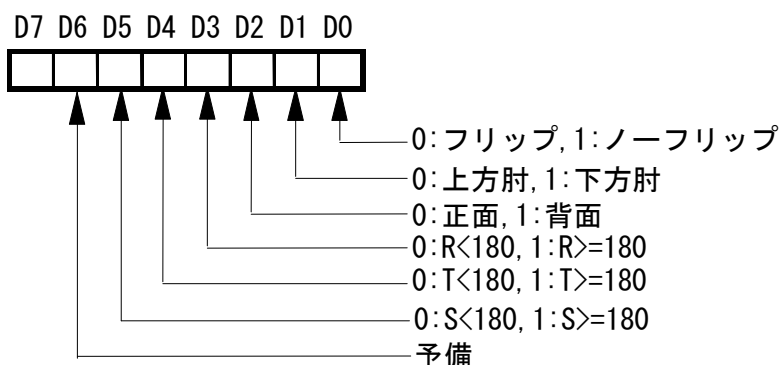 D7 D6 D5 D4 D3 D2 D1 D0
0:フリップ,1:ノーフリップ
0:上方肘,1:下方肘
0:正面,1:背面
0:R<180,1:R>=180
0:T<180,1:T>=180
0:S<180,1:S>=180
予備